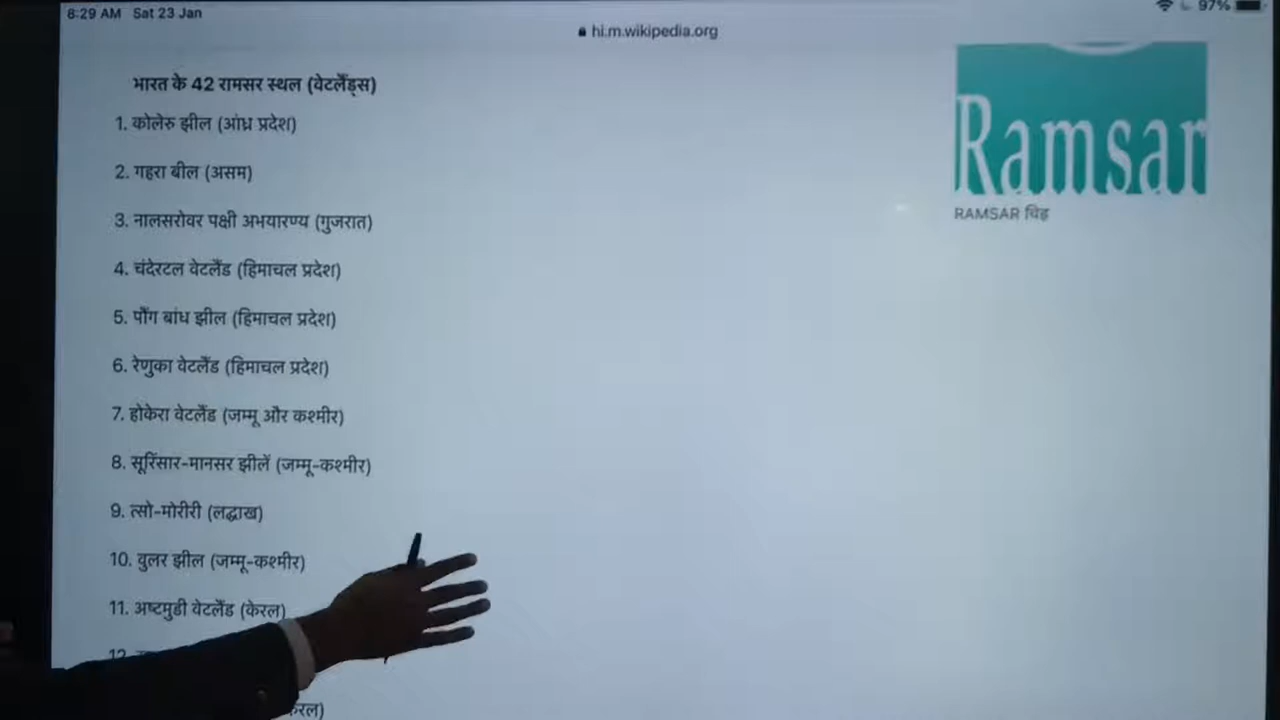 8:29 AM Sat 23 Jan
97%
hi.m.wikipedia.org
भारत के 42 रामसर स्थल (वेटलैंड्स)
1. कोलेरु झील (आंध्र प्रदेश)
2. गहरा बील (असम)
3. नालसरोवर पक्षी अभयारण्य (गुजरात)
4. चंदेरटल वेटलैंड (हिमाचल प्रदेश)
5. पौंग बांध झील (हिमाचल प्रदेश)
6. रेणुका वेटलैंड (हिमाचल प्रदेश)
7. होकेरा वेटलैंड (जम्मू और कश्मीर)
8. सूरिंसार-मानसर झीलें (जम्मू-कश्मीर)
9. त्सो-मोरीरी (लद्धाख)
10. वुलर झील (जम्मू-कश्मीर)
11. अष्टमुडी वेटलैंड (केरल)
12.
Ramsar
RAMSAR चिह्न